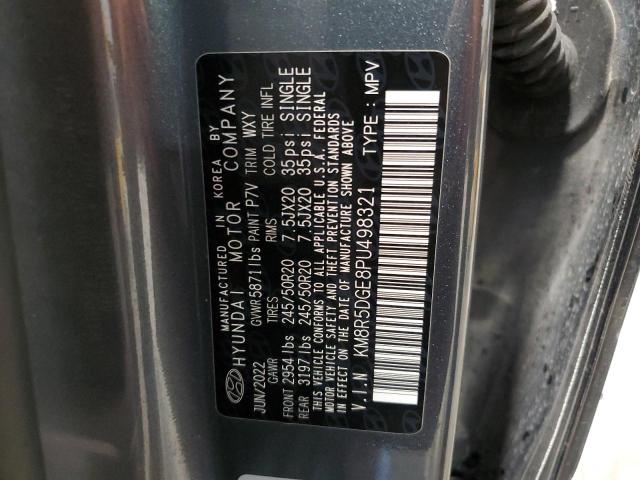 MANUFACTURED IN KOREA BY
HYUNDAI MOTOR COMPANY
JUN/2022 GVWR 5871 lbs PAINT P7V TRIM WXY
GAWR TIRES RIMS COLD TIRE INFL
FRONT 2954 lbs 245/50R20 7.5JX20 35psi SINGLE
REAR 3197 lbs 245/50R20 7.5JX20 35psi SINGLE
THIS VEHICLE CONFORMS TO ALL APPLICABLE U.S.A. FEDERAL
MOTOR VEHICLE SAFETY AND THEFT PREVENTION STANDARDS
IN EFFECT ON THE DATE OF MANUFACTURE SHOWN ABOVE
V.I.N KM8R5DGE8PU498321 TYPE : MPV